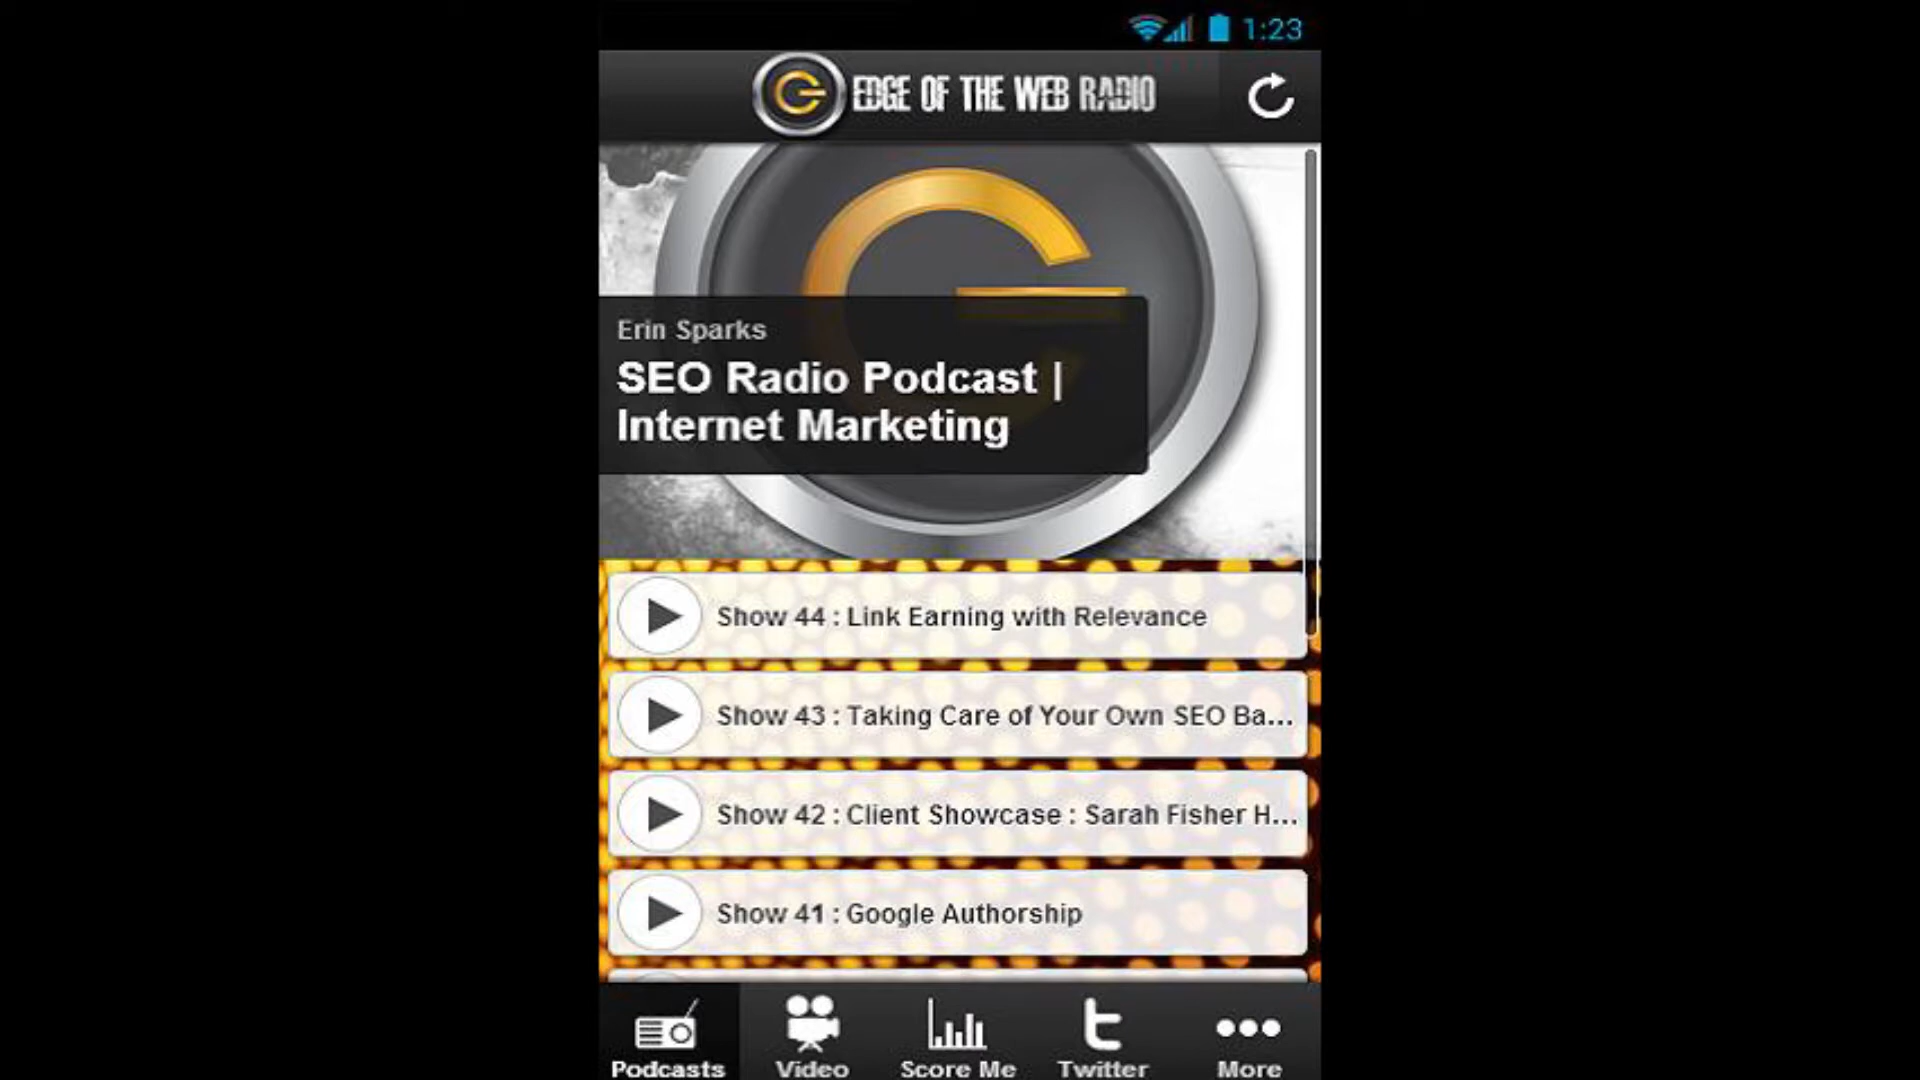 1:23
EDGE OF THE WEB RADIO
Erin Sparks
SEO Radio Podcast |
Internet Marketing
Show 44 : Link Earning with Relevance
Show 43 : Taking Care of Your Own SEO Ba...
Show 42 : Client Showcase : Sarah Fisher H...
Show 41 : Google Authorship
Podcasts
Video
Score Me
Twitter
More